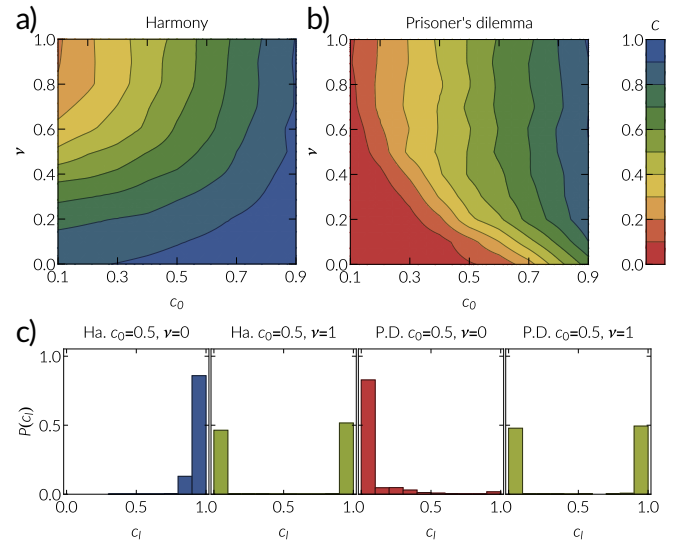 a)
Harmony
b)
Prisoner's dilemma
C
1.0
0.8
0.6
0.4
0.2
0.0
ν
0.1 0.3 0.5 0.7 0.9
c0
1.0
0.8
0.6
0.4
0.2
0.0
ν
0.1 0.3 0.5 0.7 0.9
c0
1.0
0.8
0.6
0.4
0.2
0.0
c)
Ha. c0=0.5, ν=0
Ha. c0=0.5, ν=1
P.D. c0=0.5, ν=0
P.D. c0=0.5, ν=1
1.0
0.5
0.0
P(cl)
0.0 0.5 1.0 0.5 1.0 0.5 1.0 0.5 1.0
cl
cl
cl
cl